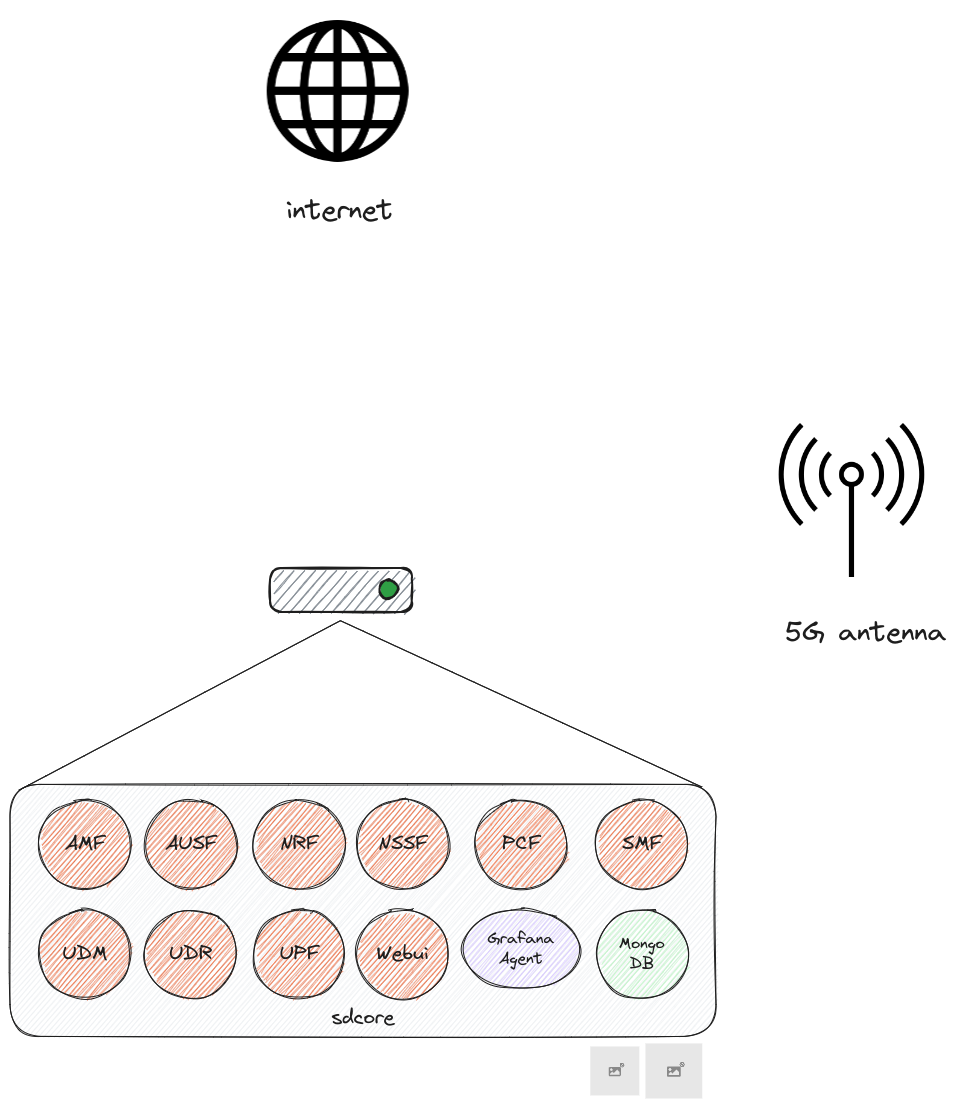 internet
5G antenna
AMF
AUSF
NRF
NSSF
PCF
SMF
UDM
UDR
UPF
Webui
Grafana
Agent
Mongo
DB
sdcore